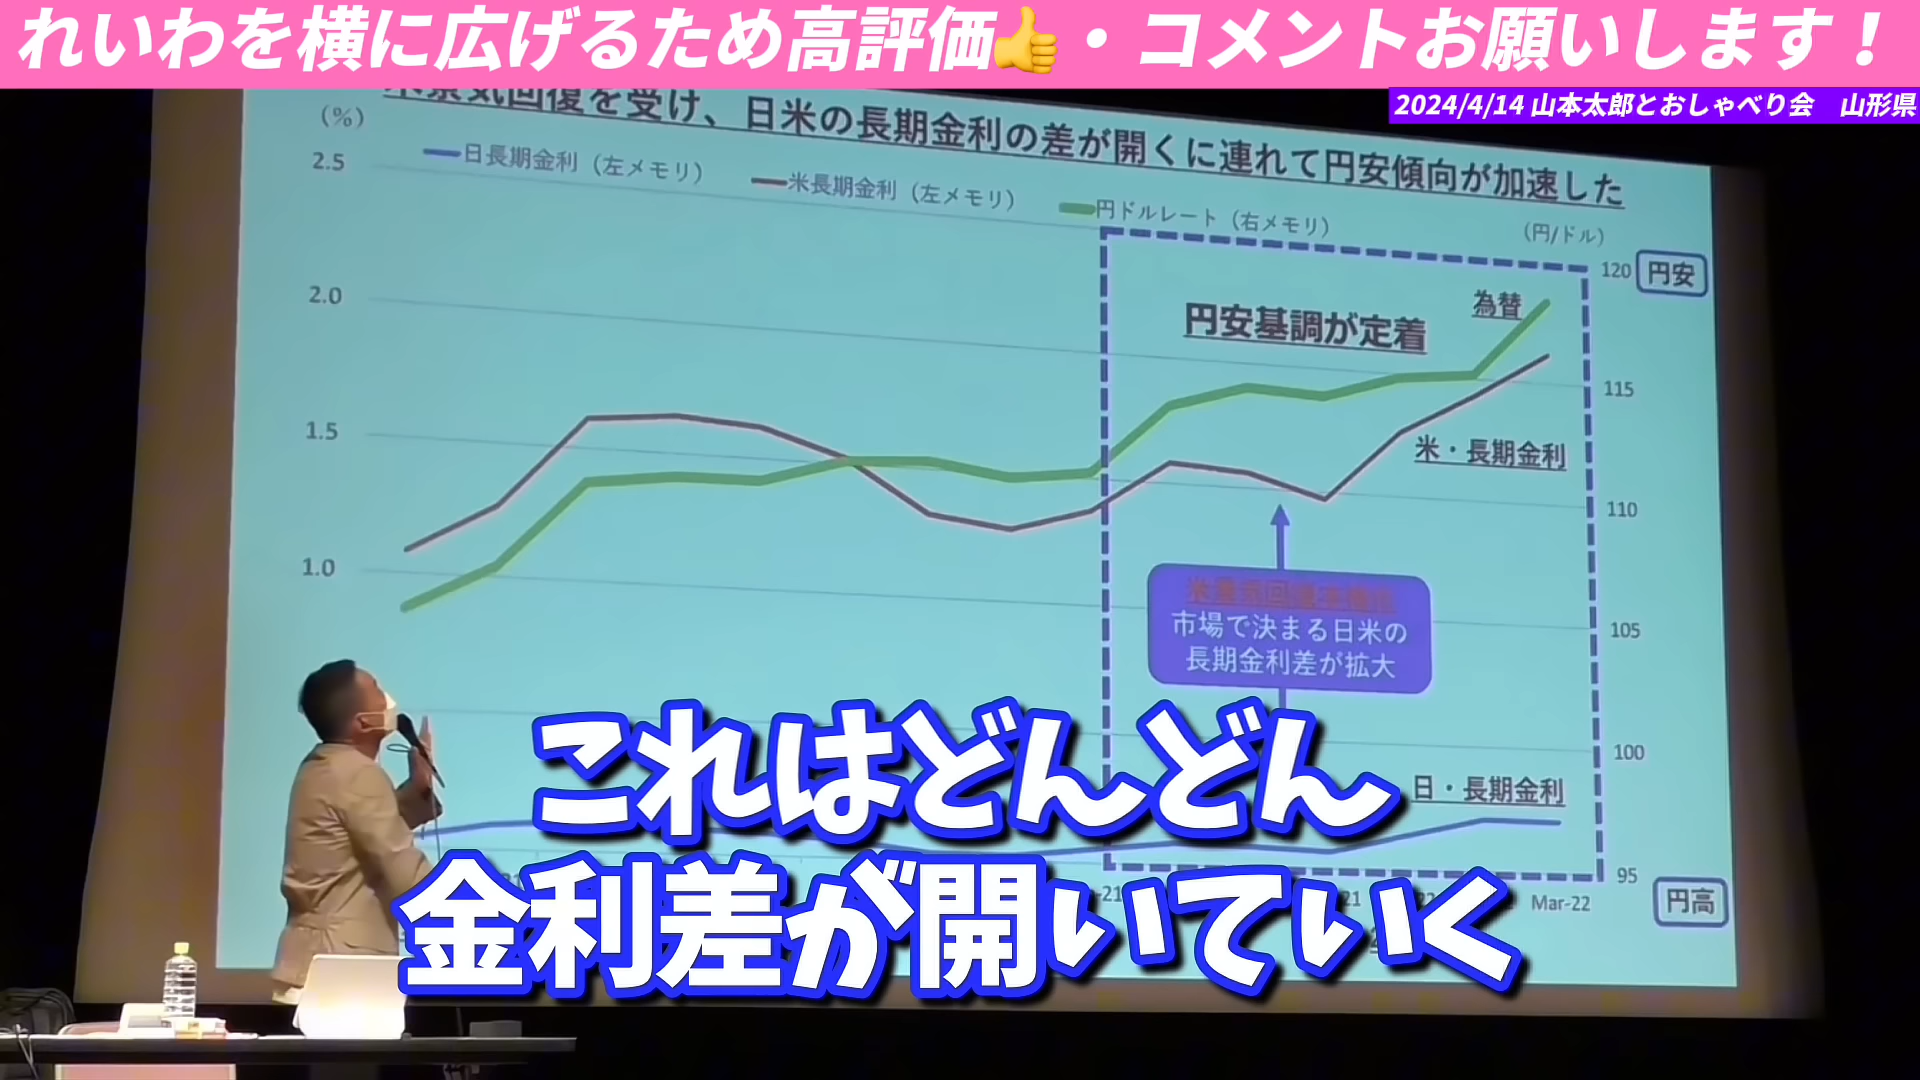 れいわを横に広げるため高評価👍・コメントお願いします！
2024/4/14 山本太郎とおしゃべり会　山形県
景気回復を受け、日米の長期金利の差が開くに連れて円安傾向が加速した
（%）
日長期金利（左メモリ）
米長期金利（左メモリ）
円ドルレート（右メモリ）
（円/ドル）
2.5
2.0
1.5
1.0
120
115
110
105
100
95
円安
円高
為替
円安基調が定着
米・長期金利
市場で決まる日米の
長期金利差が拡大
日・長期金利
Mar-22
これはどんどん
金利差が開いていく